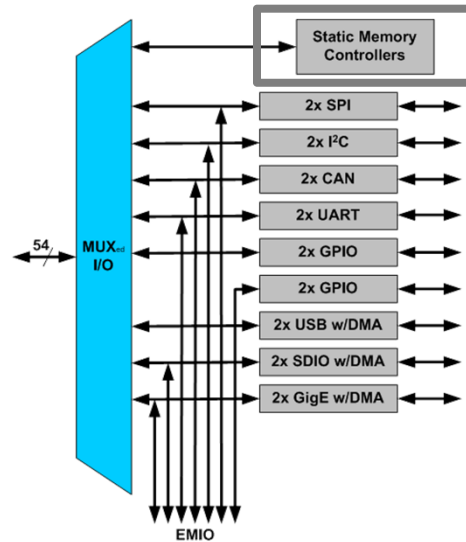 Static Memory
Controllers
2x SPI
2x I²C
2x CAN
2x UART
54
MUXed
I/O
2x GPIO
2x GPIO
2x USB w/DMA
2x SDIO w/DMA
2x GigE w/DMA
EMIO